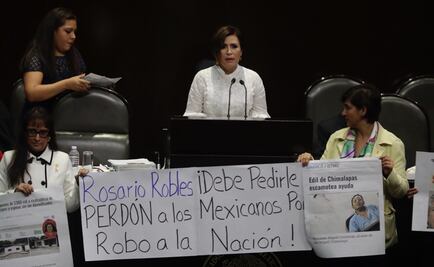 Rosario Robles ¡Debe Pedirle
PERDÓN a los Mexicanos Por
Robo a la Nación!
Edil de Chimalapas
escamotea ayuda